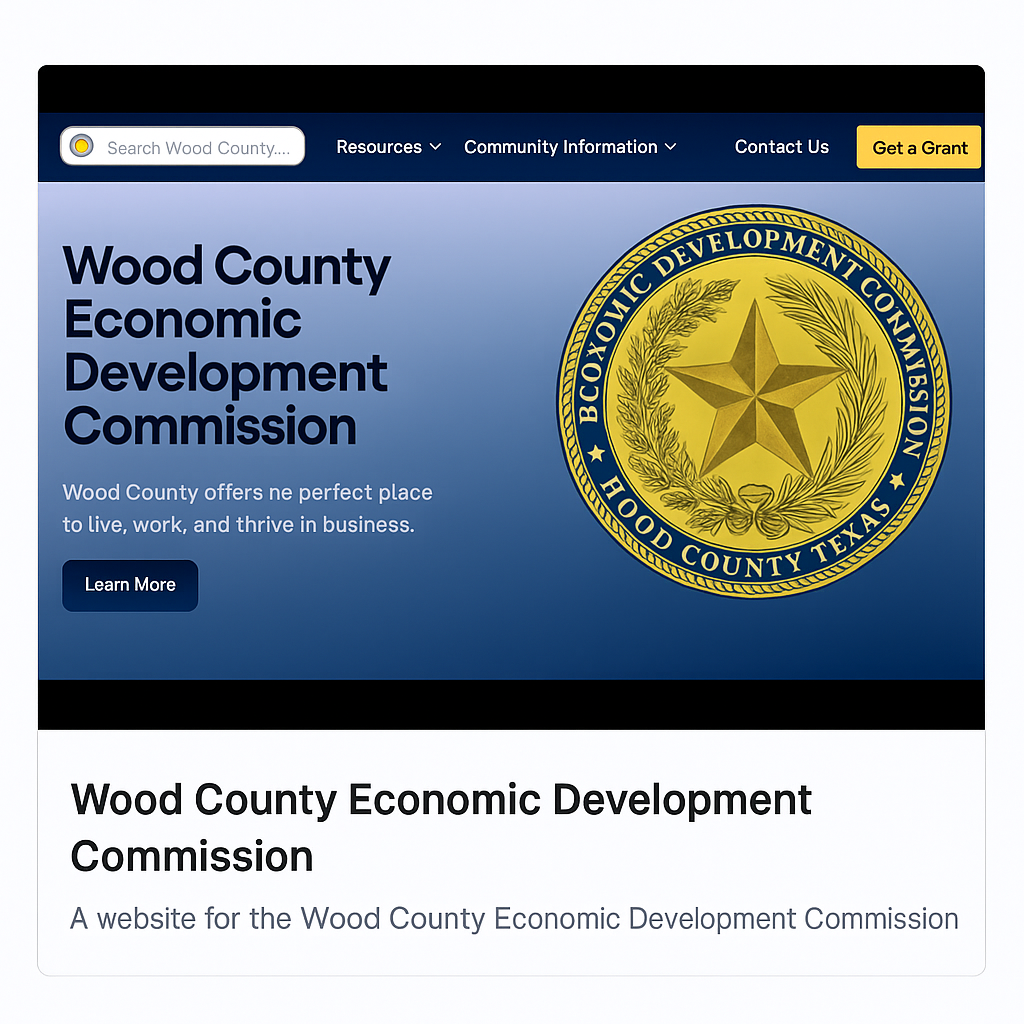 Search Wood County....
Resources
Community Information
Contact Us
Get a Grant
Wood County
Economic
Development
Commission
Wood County offers ne perfect place
to live, work, and thrive in business.
Learn More
BCOXOWIC DEVELOPMENT CONMIBSION
HOOD COUNTY TEXAS
Wood County Economic Development
Commission
A website for the Wood County Economic Development Commission